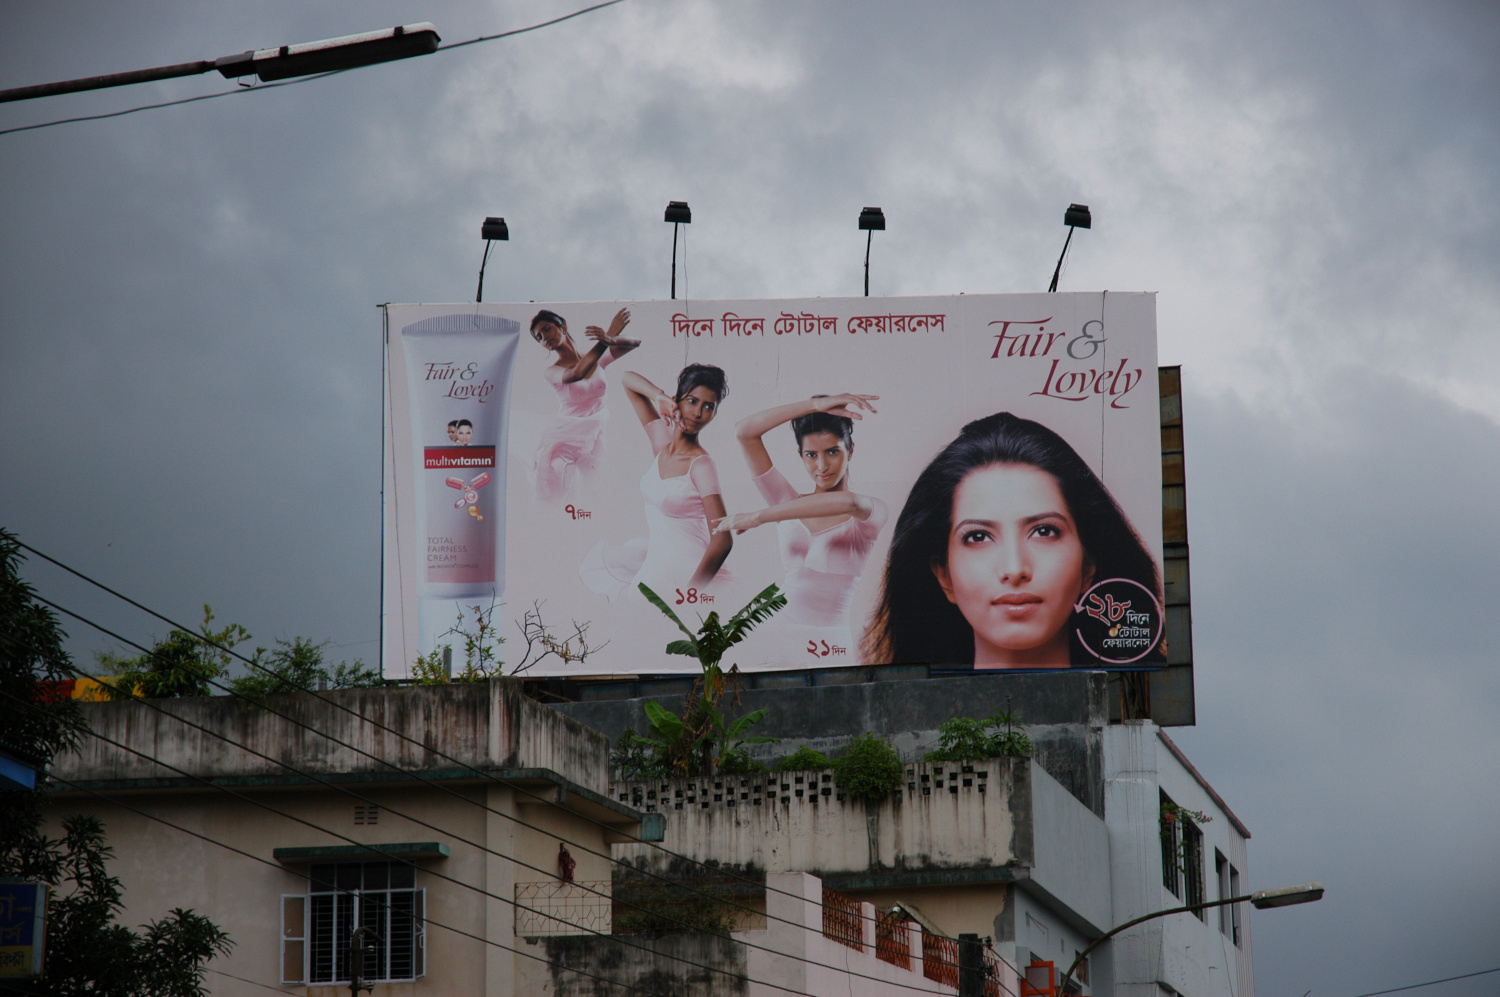 দিনে দিনে টোটাল ফেয়ারনেস
Fair &
Lovely
Fair &
Lovely
multivitamin
TOTAL
FAIRNESS
CREAM
৭ দিন
১৪ দিন
২১ দিন
২৮ দিনে
টোটাল
ফেয়ারনেস